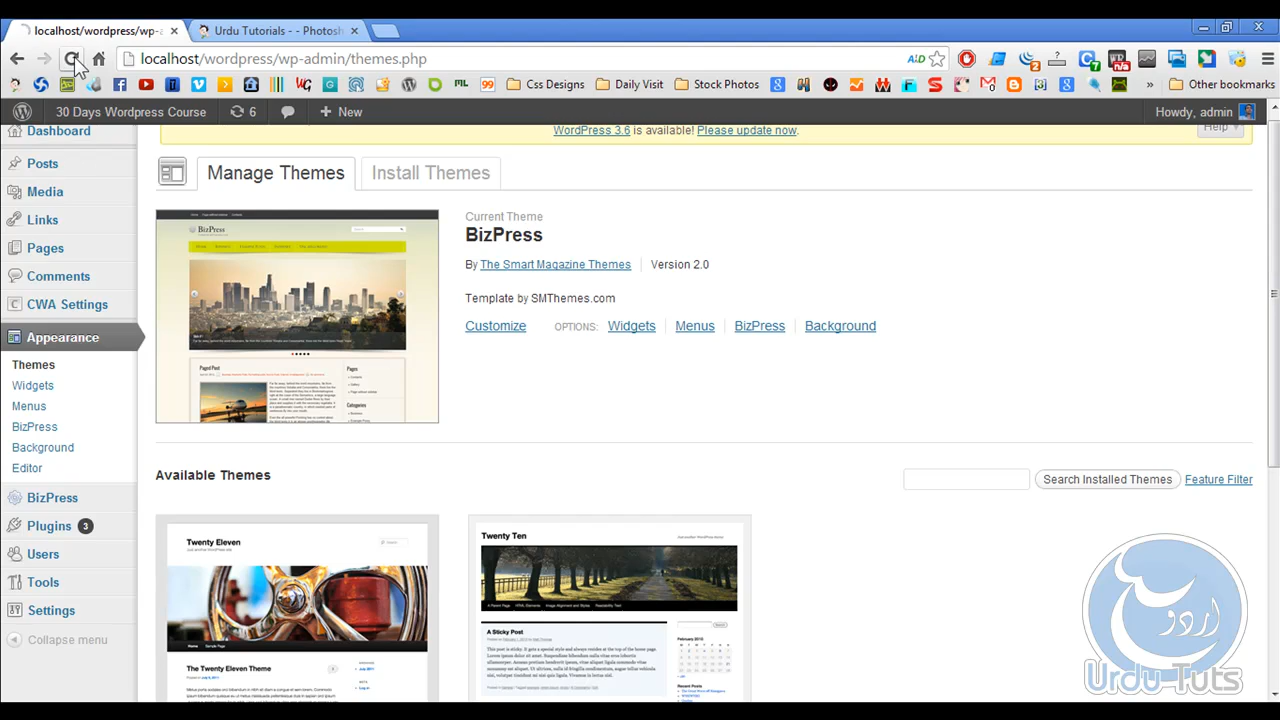 localhost/wordpress/wp-a
Urdu Tutorials - - Photosh
localhost/wordpress/wp-admin/themes.php
Css Designs
Daily Visit
Stock Photos
Other bookmarks
30 Days Wordpress Course
6
New
Howdy, admin
WordPress 3.6 is available! Please update now.
Help
Dashboard
Posts
Media
Links
Pages
Comments
CWA Settings
Appearance
Themes
Widgets
Menus
BizPress
Background
Editor
BizPress
Plugins 3
Users
Tools
Settings
Collapse menu
Manage Themes
Install Themes
Current Theme
BizPress
By The Smart Magazine Themes
Version 2.0
Template by SMThemes.com
Customize
OPTIONS:
Widgets
Menus
BizPress
Background
Available Themes
Search Installed Themes
Feature Filter
BizPress
Twenty Eleven
The Twenty Eleven Theme
Twenty Ten
A Sticky Post